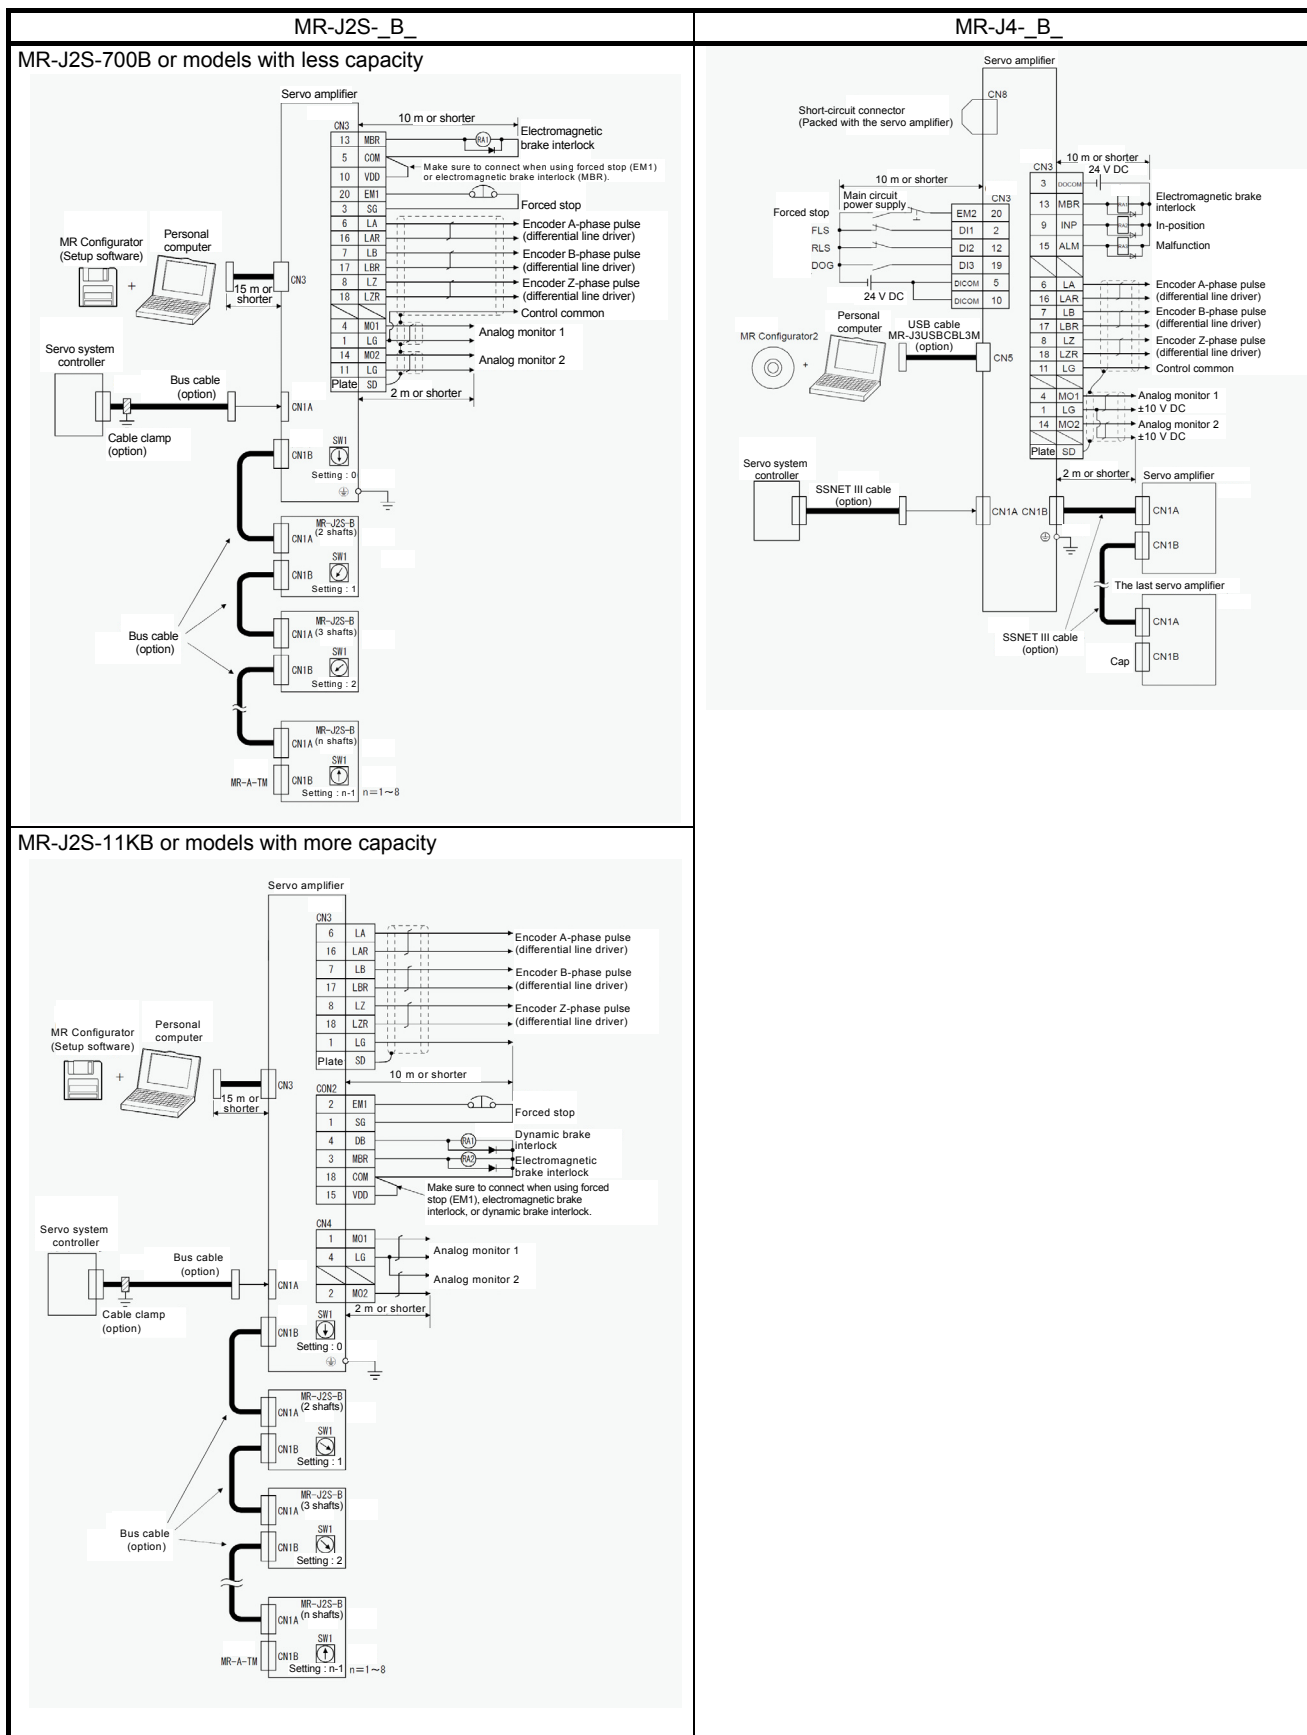 MR-J2S-_B_
MR-J4-_B_
MR-J2S-700B or models with less capacity
Servo amplifier
CN3
10 m or shorter
13 MBR
RA1
Electromagnetic
brake interlock
5 COM
10 VDD
Make sure to connect when using forced stop (EM1)
or electromagnetic brake interlock (MBR).
20 EM1
3 SG
Forced stop
6 LA
Encoder A-phase pulse
16 LAR
(differential line driver)
7 LB
Encoder B-phase pulse
17 LBR
(differential line driver)
8 LZ
Encoder Z-phase pulse
18 LZR
(differential line driver)
Control common
4 MO1
Analog monitor 1
1 LG
14 MO2
Analog monitor 2
11 LG
Plate SD
2 m or shorter
MR Configurator
(Setup software)
+
Personal
computer
15 m or
shorter
CN3
Servo system
controller
Bus cable
(option)
Cable clamp
(option)
CN1A
CN1B
SW1
Setting : 0
MR-J2S-B
(2 shafts)
CN1A
SW1
CN1B
Setting : 1
MR-J2S-B
(3 shafts)
CN1A
SW1
CN1B
Setting : 2
Bus cable
(option)
MR-J2S-B
(n shafts)
CN1A
SW1
MR-A-TM
CN1B
Setting : n-1
n=1~8
Servo amplifier
CN8
Short-circuit connector
(Packed with the servo amplifier)
10 m or shorter
Main circuit
power supply
CN3
Forced stop
EM2 20
FLS
DI1 2
RLS
DI2 12
DOG
DI3 19
DICOM 5
24 V DC
DICOM 10
CN3
10 m or shorter
24 V DC
3 DOCOM
13 MBR
RA1
Electromagnetic brake
interlock
9 INP
RA2
In-position
15 ALM
RA3
Malfunction
6 LA
Encoder A-phase pulse
16 LAR
(differential line driver)
7 LB
Encoder B-phase pulse
17 LBR
(differential line driver)
8 LZ
Encoder Z-phase pulse
18 LZR
(differential line driver)
11 LG
Control common
4 MO1
Analog monitor 1
1 LG
±10 V DC
14 MO2
Analog monitor 2
±10 V DC
Plate SD
2 m or shorter
MR Configurator2
+
Personal
computer
USB cable
MR-J3USBCBL3M
(option)
CN5
Servo system
controller
SSNET III cable
(option)
CN1A CN1B
Servo amplifier
CN1A
CN1B
The last servo amplifier
CN1A
SSNET III cable
(option)
Cap
CN1B
MR-J2S-11KB or models with more capacity
Servo amplifier
CN3
6 LA
Encoder A-phase pulse
16 LAR
(differential line driver)
7 LB
Encoder B-phase pulse
17 LBR
(differential line driver)
8 LZ
Encoder Z-phase pulse
18 LZR
(differential line driver)
1 LG
Plate SD
10 m or shorter
CON2
2 EM1
Forced stop
1 SG
4 DB
RA1
Dynamic brake
interlock
3 MBR
RA2
Electromagnetic
brake interlock
18 COM
15 VDD
Make sure to connect when using forced
stop (EM1), electromagnetic brake
interlock, or dynamic brake interlock.
CN4
1 MO1
Analog monitor 1
4 LG
Analog monitor 2
2 MO2
2 m or shorter
MR Configurator
(Setup software)
+
Personal
computer
15 m or
shorter
CN3
Servo system
controller
Bus cable
(option)
Cable clamp
(option)
CN1A
CN1B
SW1
Setting : 0
MR-J2S-B
(2 shafts)
CN1A
SW1
CN1B
Setting : 1
MR-J2S-B
(3 shafts)
CN1A
SW1
CN1B
Setting : 2
Bus cable
(option)
MR-J2S-B
(n shafts)
CN1A
SW1
MR-A-TM
CN1B
Setting : n-1
n=1~8